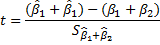 t = ((β̂₁ + β̂₁) − (β₁ + β₂)) / S_{β̂₁+β̂₂}